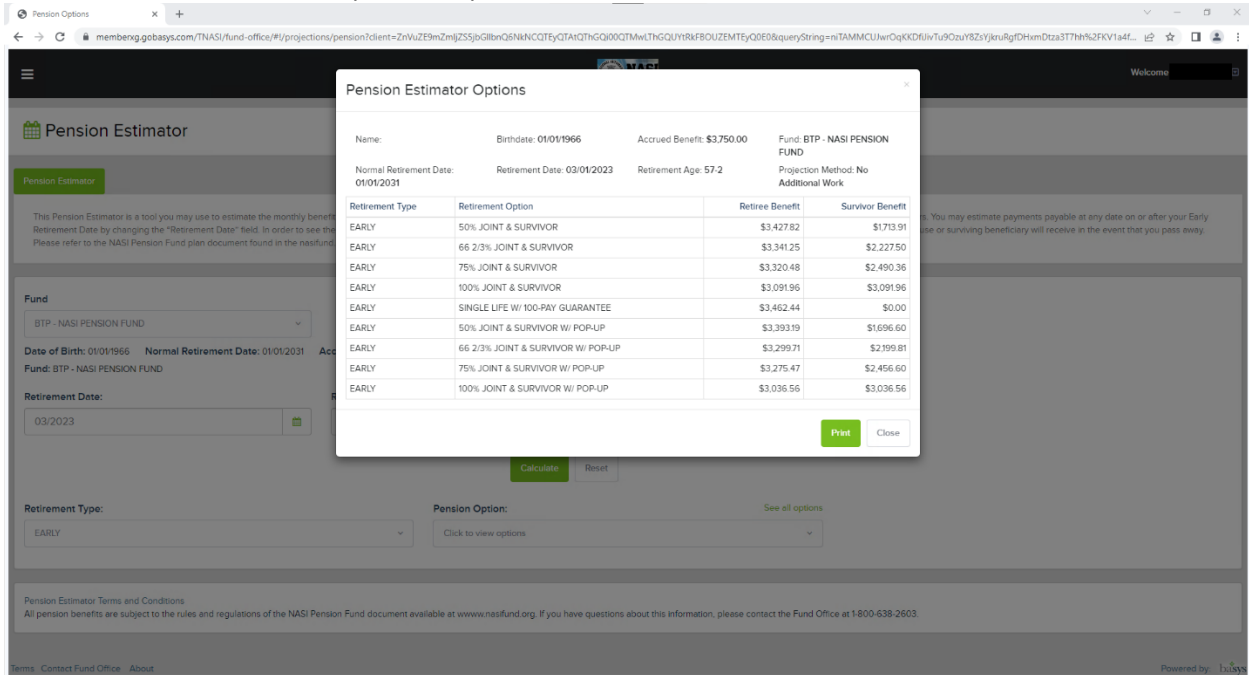 Pension Options
memberxg.gobasys.com/TNASI/fund-office/#!/projections/pension?client=
NASI
Welcome
Pension Estimator
Pension Estimator
This Pension Estimator is a tool you may use to estimate the monthly benefit
rs. You may estimate payments payable at any date on or after your Early
Retirement Date by changing the "Retirement Date" field. In order to see the
use or surviving beneficiary will receive in the event that you pass away.
Please refer to the NASI Pension Fund plan document found in the nasifund.
Fund
BTP - NASI PENSION FUND
Date of Birth: 01/01/1966 Normal Retirement Date: 01/01/2031 Acc
Fund: BTP - NASI PENSION FUND
Retirement Date:
R
03/2023
Pension Estimator Options
Name: Birthdate: 01/01/1966 Accrued Benefit: $3,750.00 Fund: BTP - NASI PENSION
FUND
Normal Retirement Date: Retirement Date: 03/01/2023 Retirement Age: 57-2 Projection Method: No
01/01/2031 Additional Work
Retirement Type Retirement Option Retiree Benefit Survivor Benefit
EARLY 50% JOINT & SURVIVOR $3,427.82 $1,713.91
EARLY 66 2/3% JOINT & SURVIVOR $3,341.25 $2,227.50
EARLY 75% JOINT & SURVIVOR $3,320.48 $2,490.36
EARLY 100% JOINT & SURVIVOR $3,091.96 $3,091.96
EARLY SINGLE LIFE W/ 100-PAY GUARANTEE $3,462.44 $0.00
EARLY 50% JOINT & SURVIVOR W/ POP-UP $3,393.19 $1,696.60
EARLY 66 2/3% JOINT & SURVIVOR W/ POP-UP $3,299.71 $2,199.81
EARLY 75% JOINT & SURVIVOR W/ POP-UP $3,275.47 $2,456.60
EARLY 100% JOINT & SURVIVOR W/ POP-UP $3,036.56 $3,036.56
Print Close
Calculate Reset
Retirement Type: Pension Option: See all options
EARLY Click to view options
Pension Estimator Terms and Conditions
All pension benefits are subject to the rules and regulations of the NASI Pension Fund document available at wwww.nasifund.org. If you have questions about this information, please contact the Fund Office at 1-800-638-2603.
Terms Contact Fund Office About
Powered by: basys